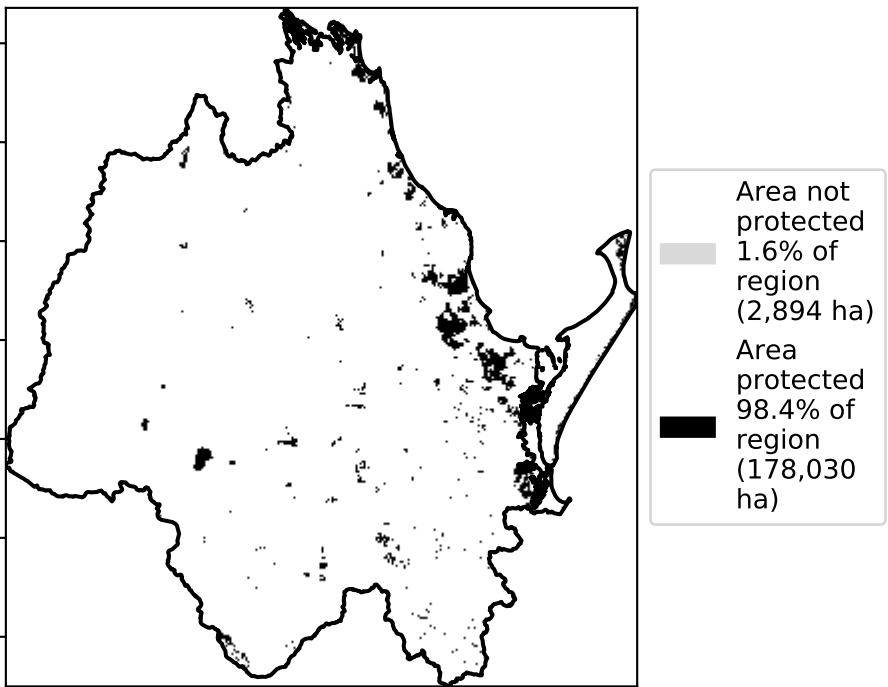 Area not
protected
1.6% of
region
(2,894 ha)
Area
protected
98.4% of
region
(178,030
ha)